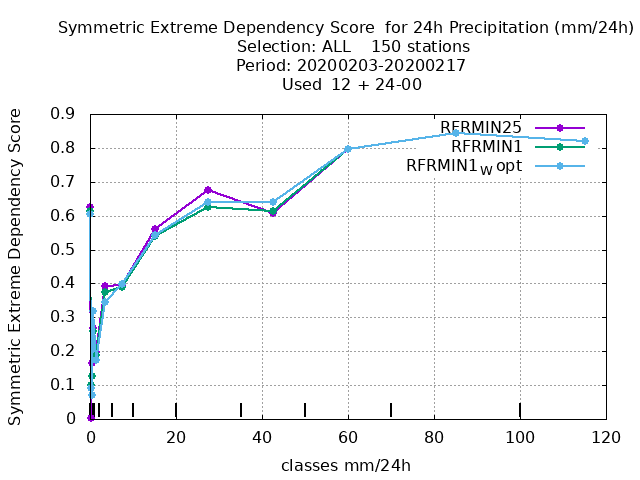 Symmetric Extreme Dependency Score  for 24h Precipitation (mm/24h)
Selection: ALL    150 stations
Period: 20200203-20200217
Used  12 + 24-00
Symmetric Extreme Dependency Score
0.9
0.8
0.7
0.6
0.5
0.4
0.3
0.2
0.1
0
RFRMIN25
RFRMIN1
RFRMIN1w opt
0 20 40 60 80 100 120
classes mm/24h